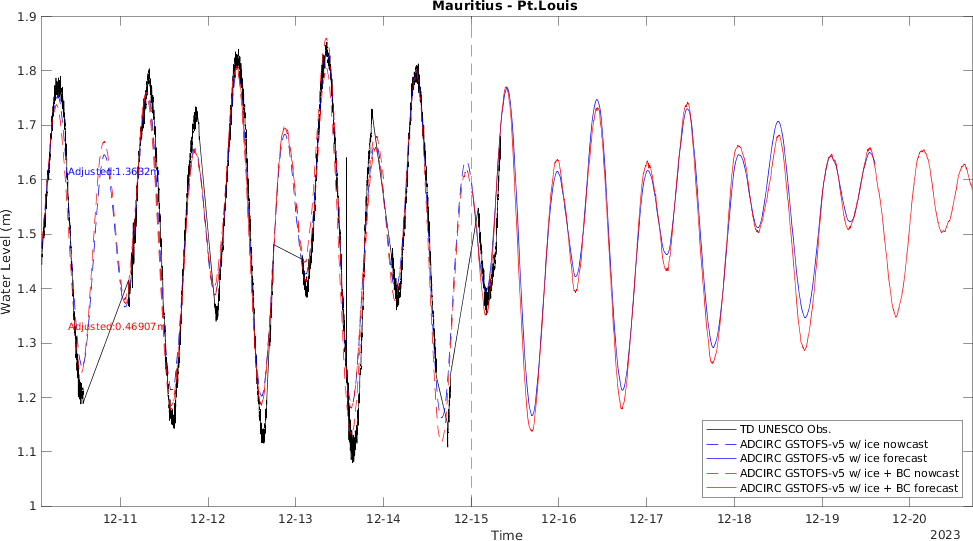 Mauritius - Pt.Louis
1.9
1.8
1.7
1.6
1.5
1.4
1.3
1.2
1.1
1
Water Level (m)
Adjusted:1.3632m
Adjusted:0.46907m
TD UNESCO Obs.
ADCIRC GSTOFS-v5 w/ ice nowcast
ADCIRC GSTOFS-v5 w/ ice forecast
ADCIRC GSTOFS-v5 w/ ice + BC nowcast
ADCIRC GSTOFS-v5 w/ ice + BC forecast
12-11 12-12 12-13 12-14 12-15 12-16 12-17 12-18 12-19 12-20
Time
2023